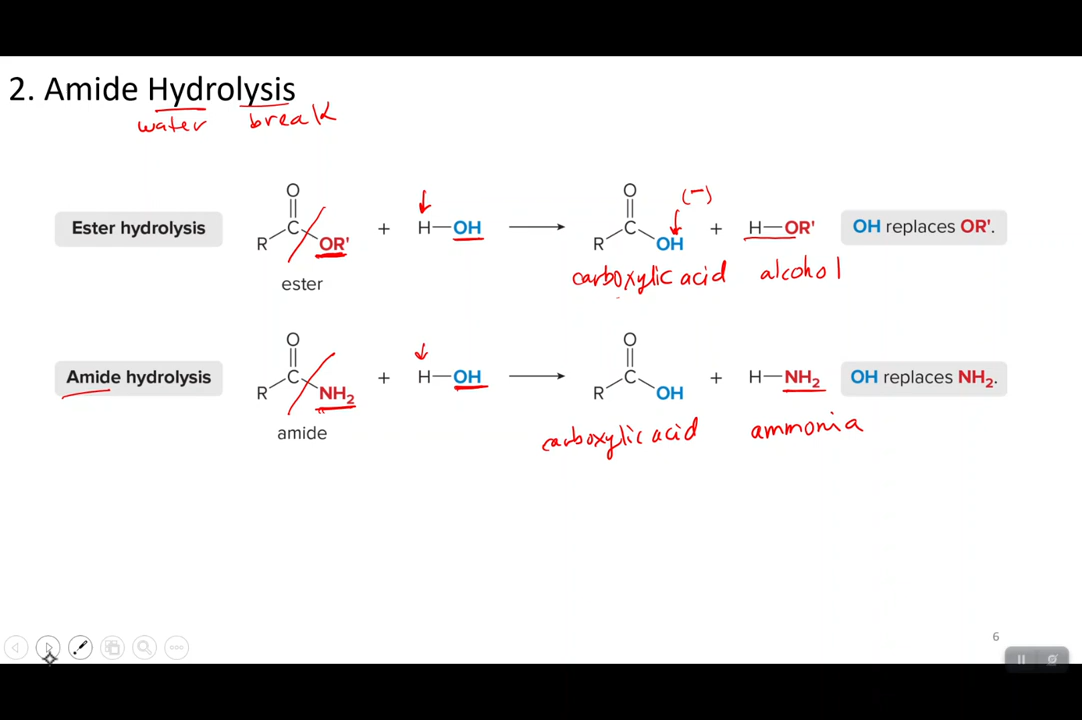 2. Amide Hydrolysis
water break
O (-)
Ester hydrolysis C + H—OH → C + H—OR' OH replaces OR'.
R OR' R OH
ester carboxylic acid alcohol
O O
Amide hydrolysis C + H—OH → C + H—NH₂ OH replaces NH₂.
R NH₂ R OH
amide carboxylic acid ammonia
6